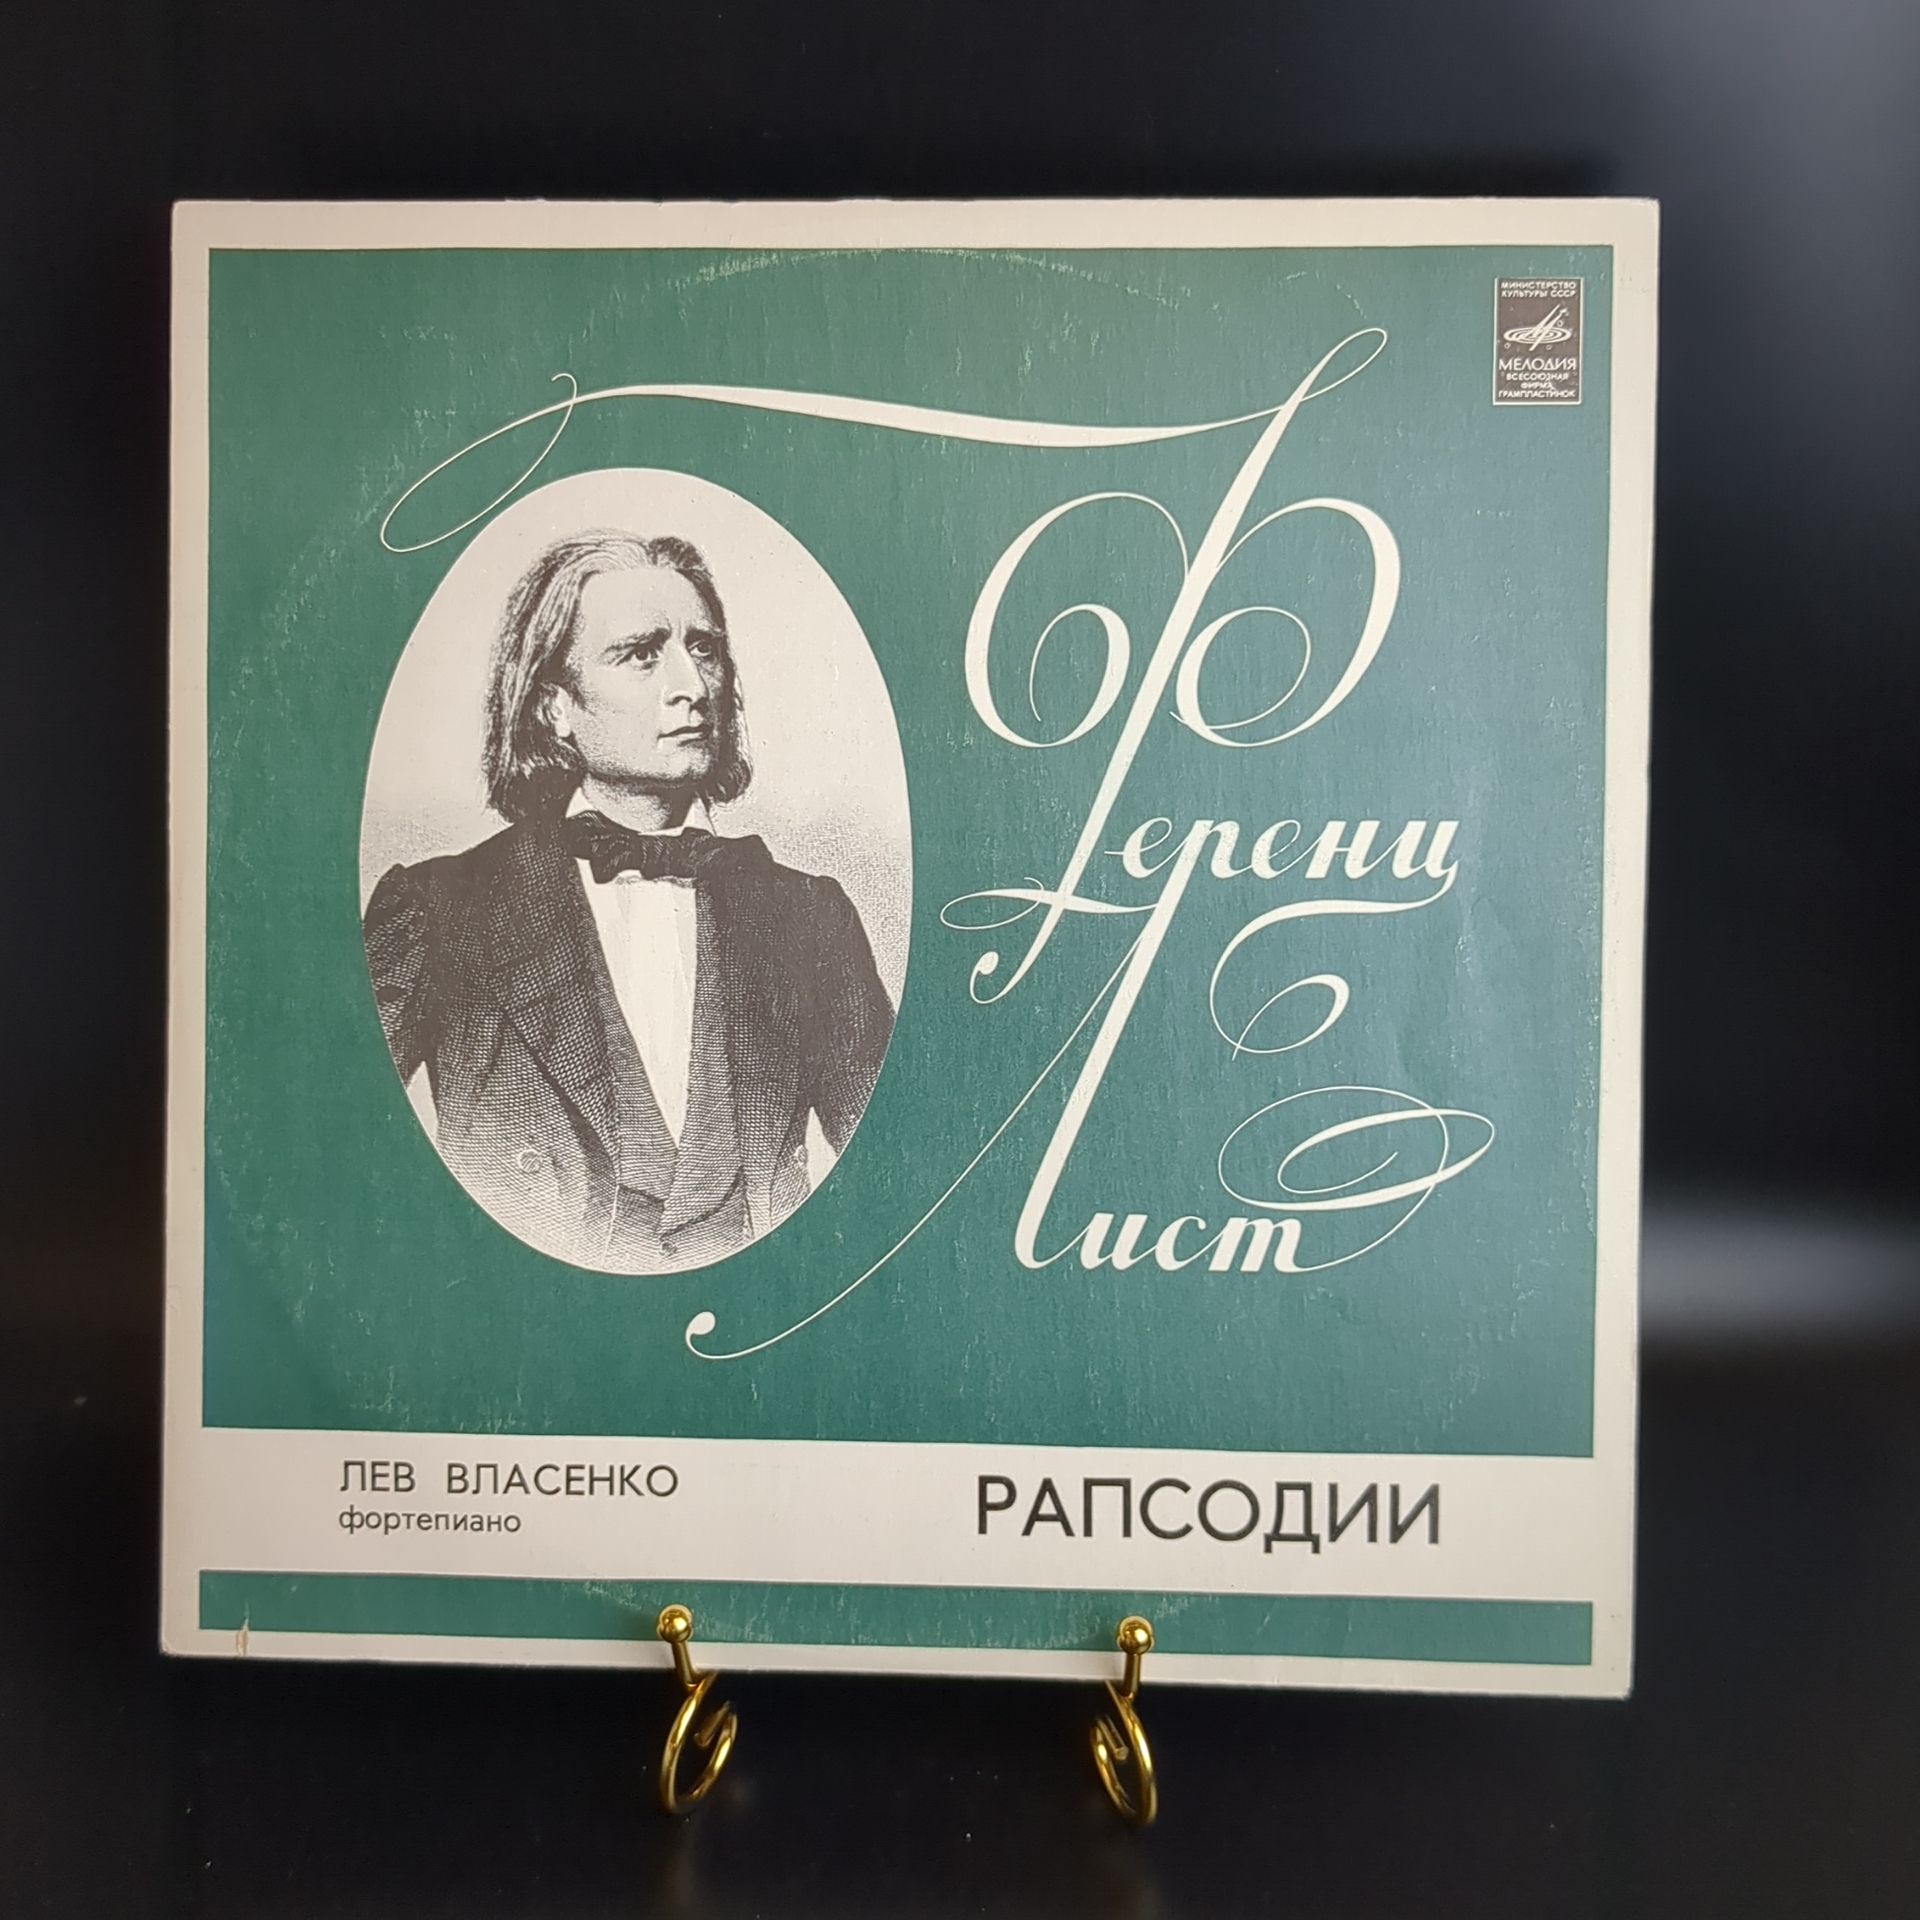 МИНИСТЕРСТВО
КУЛЬТУРЫ СССР
МЕЛОДИЯ
ВСЕСОЮЗНАЯ
ФИРМА
ГРАМПЛАСТИНОК
Ференц
Лист
ЛЕВ ВЛАСЕНКО
фортепиано
РАПСОДИИ